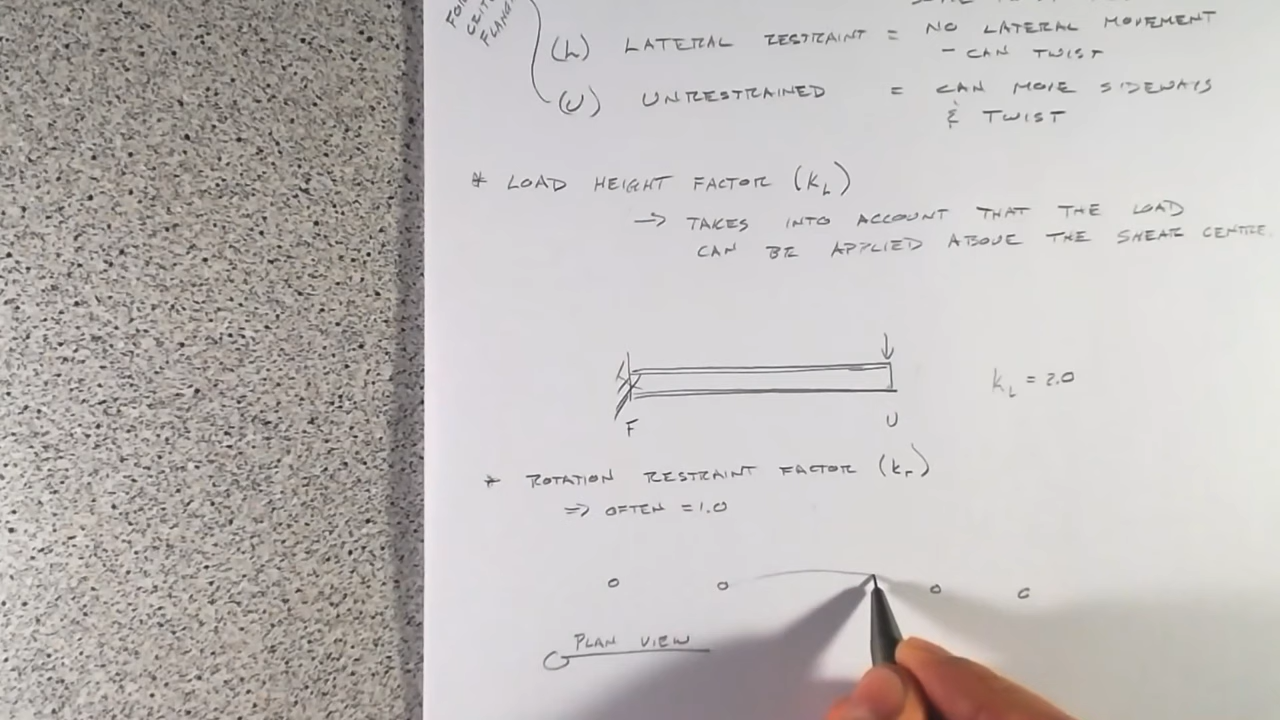 (L) LATERAL RESTRAINT = NO LATERAL MOVEMENT
- CAN TWIST
(U) UNRESTRAINED = CAN MOVE SIDEWAYS
& TWIST
* LOAD HEIGHT FACTOR (kL)
→ TAKES INTO ACCOUNT THAT THE LOAD
CAN BE APPLIED ABOVE THE SHEAR CENTRE.
kL = 2.0
F U
* ROTATION RESTRAINT FACTOR (kr)
⇒ OFTEN = 1.0
PLAN VIEW